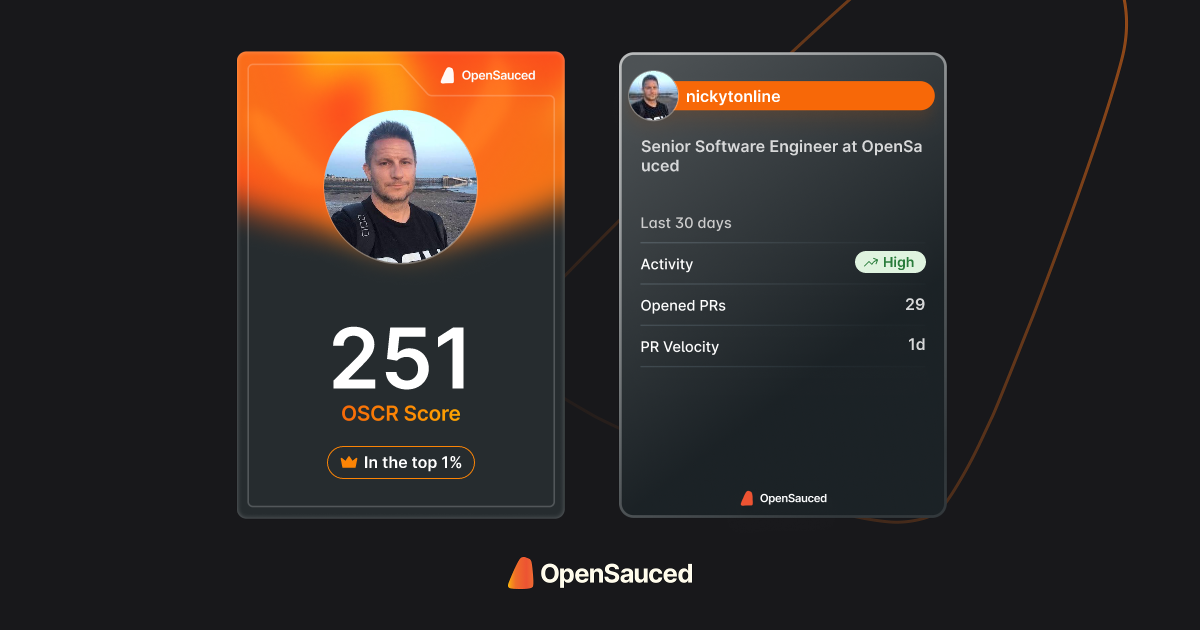 OpenSauced
251
OSCR Score
In the top 1%
nickytonline
Senior Software Engineer at OpenSa
uced
Last 30 days
Activity
High
Opened PRs
29
PR Velocity
1d
OpenSauced
OpenSauced